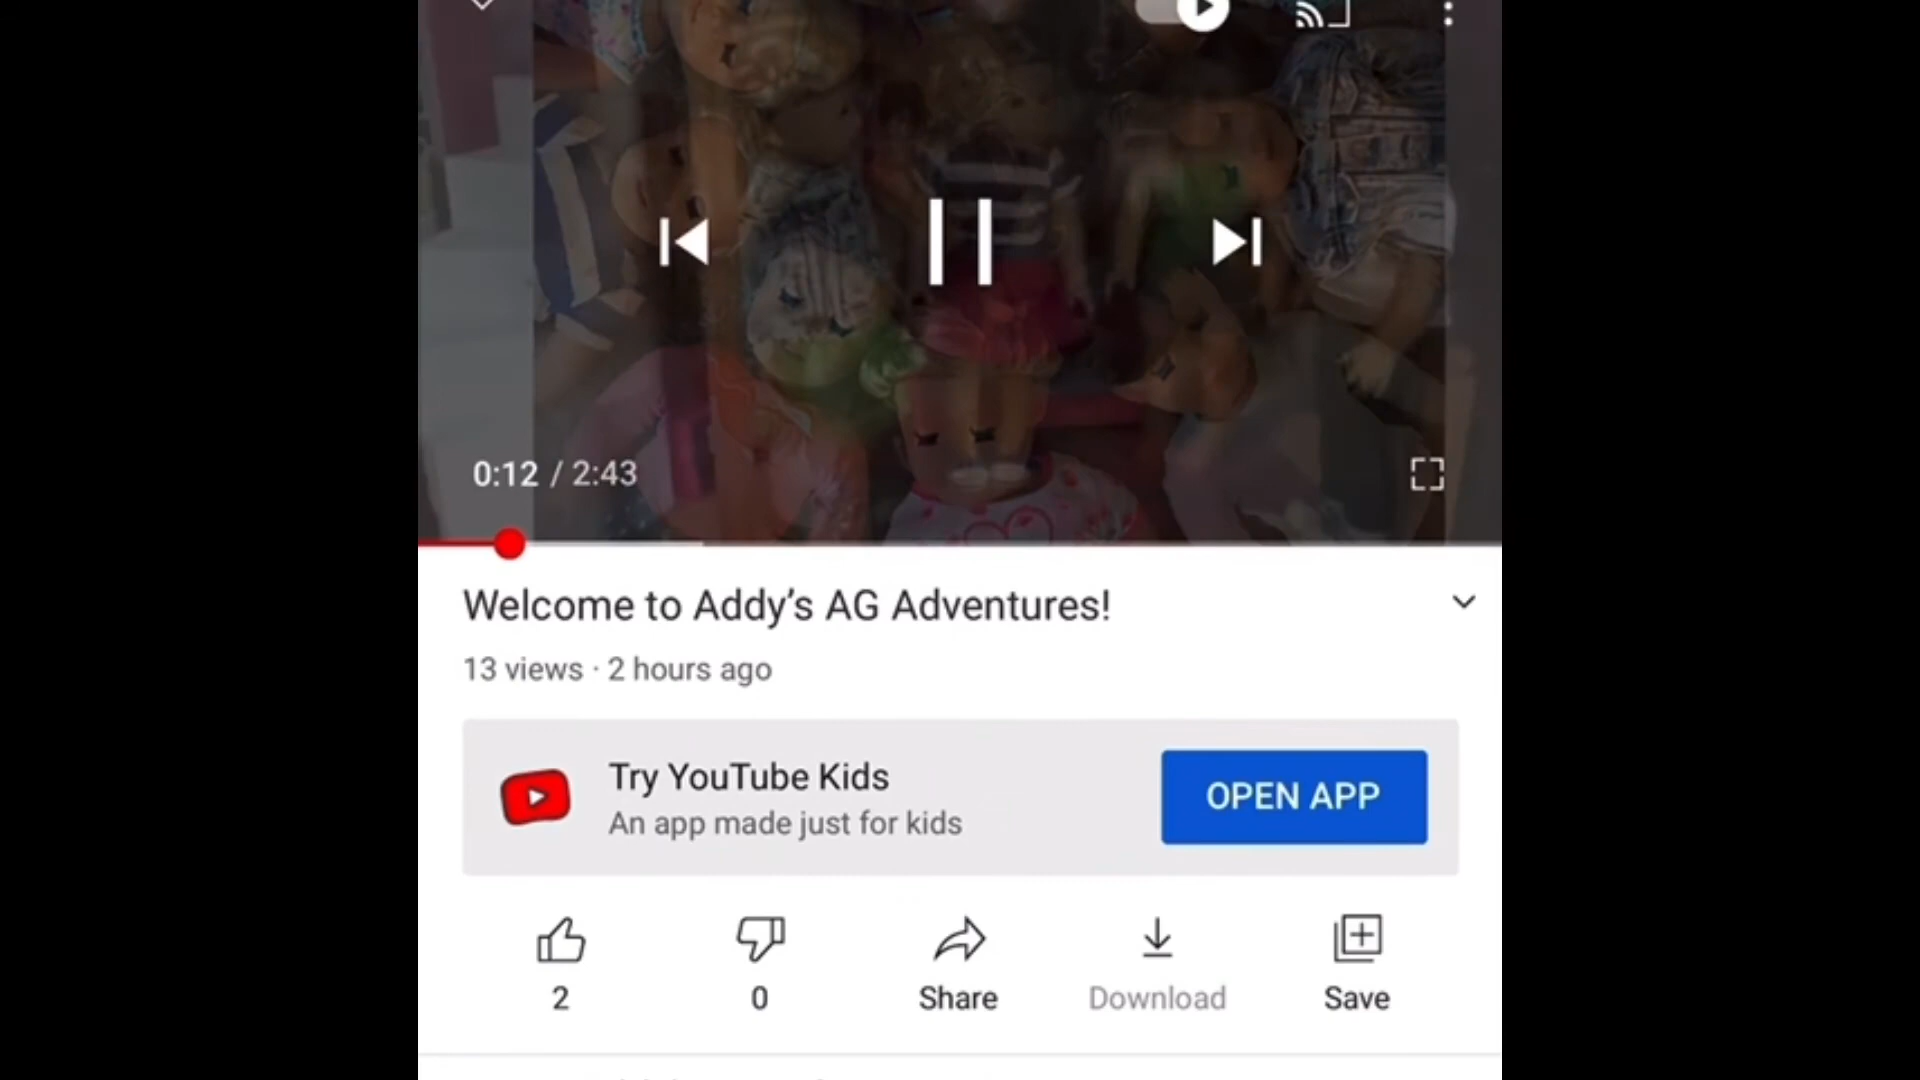 0:12 / 2:43
Welcome to Addy’s AG Adventures!
13 views · 2 hours ago
Try YouTube Kids
An app made just for kids
OPEN APP
2
0
Share
Download
Save